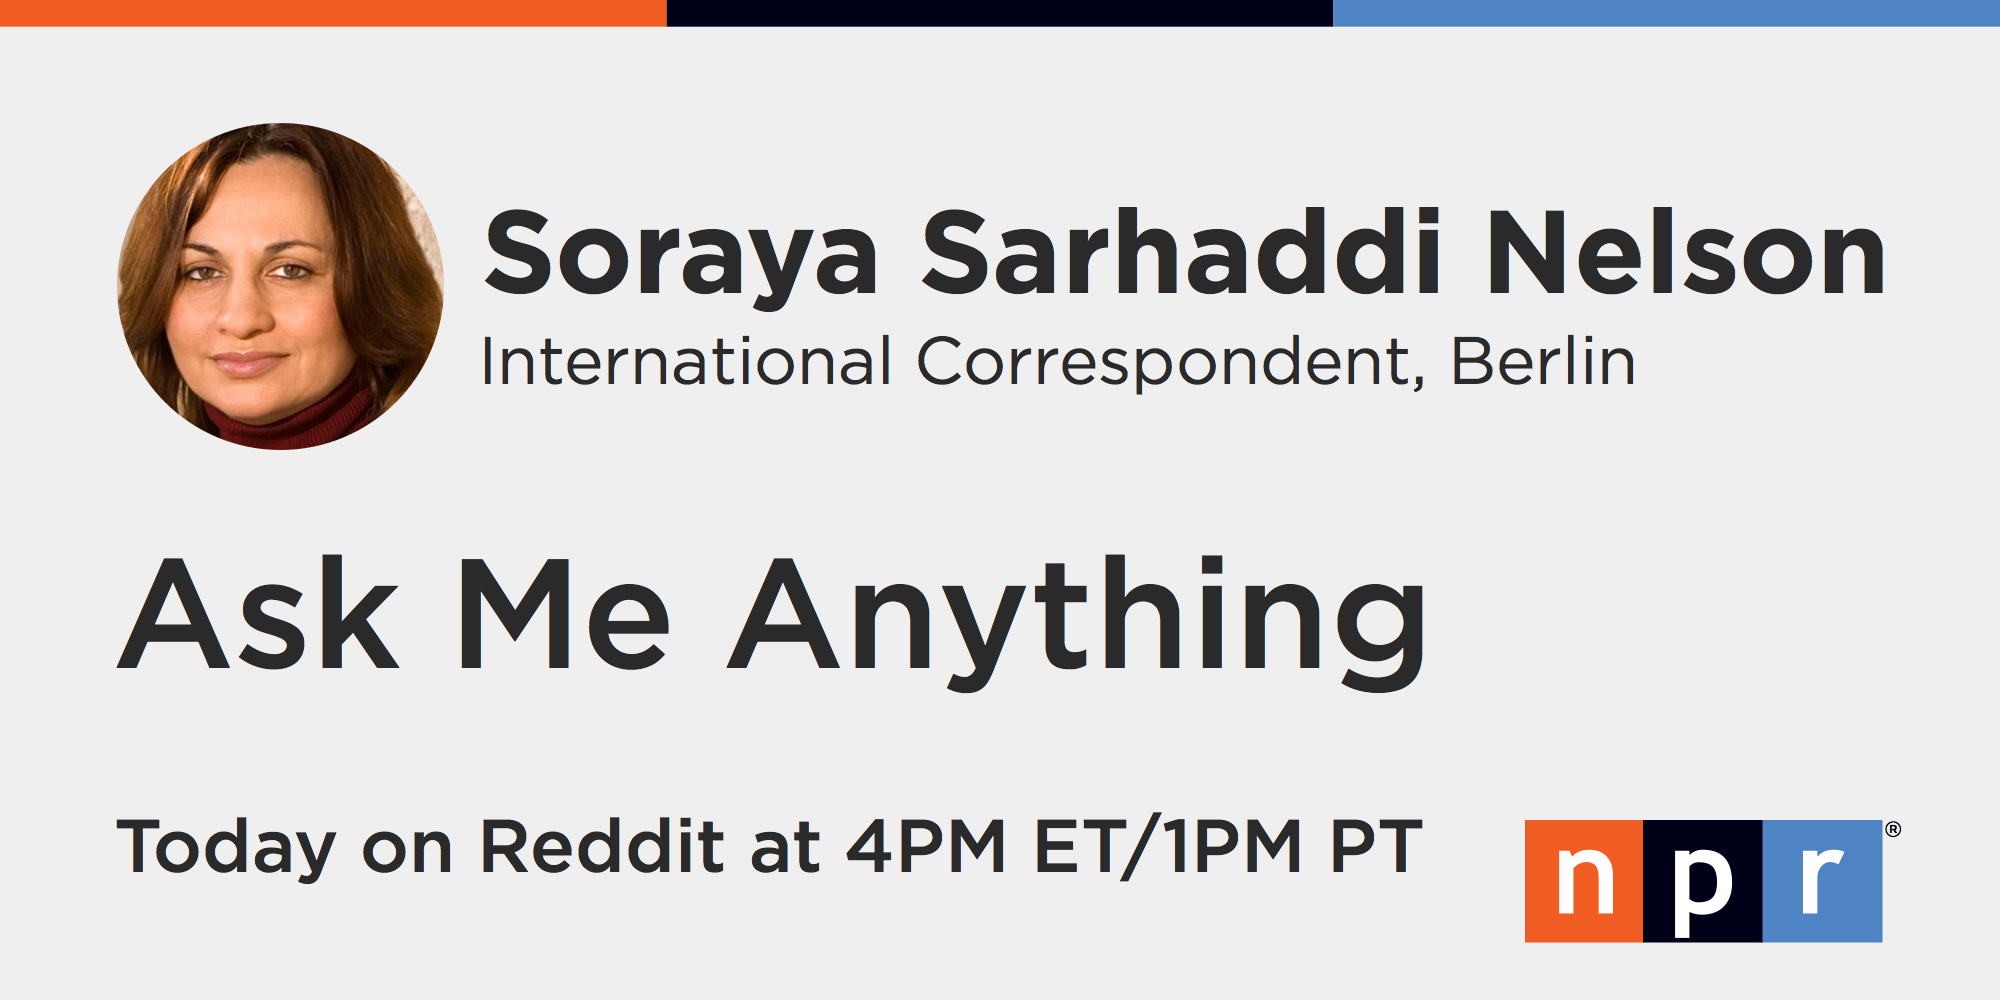 Soraya Sarhaddi Nelson
International Correspondent, Berlin
Ask Me Anything
Today on Reddit at 4PM ET/1PM PT
npr®